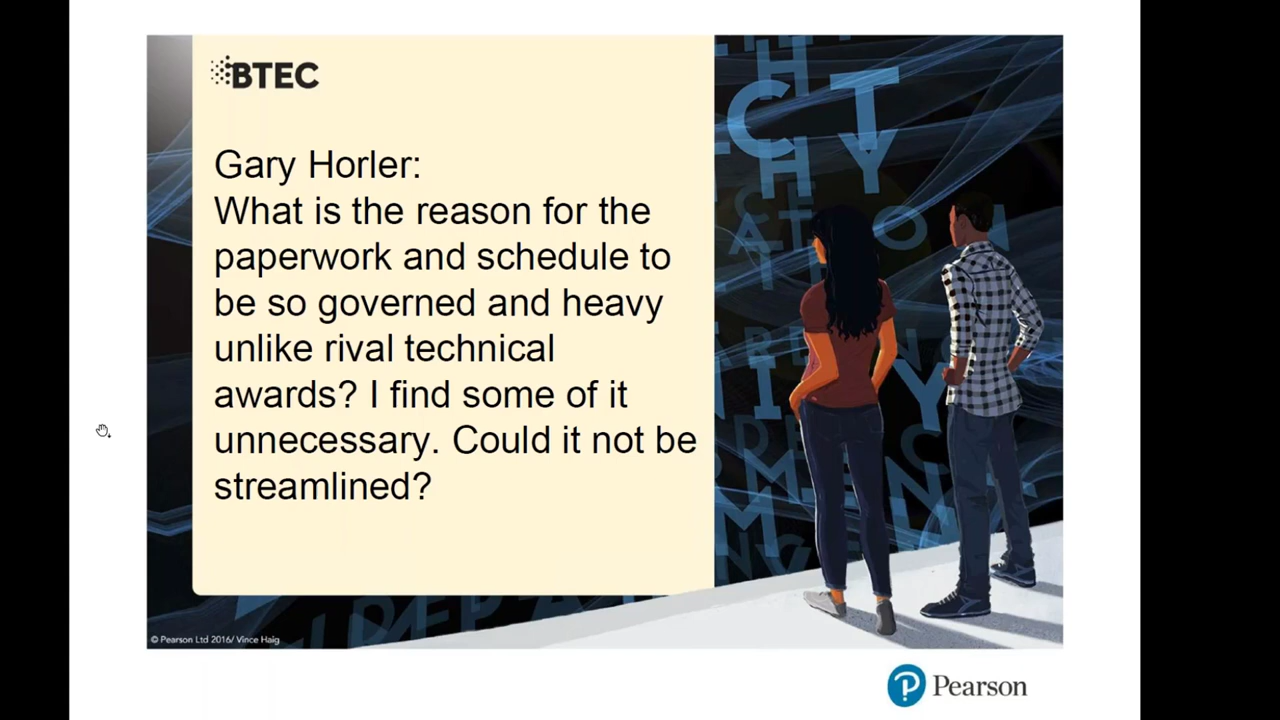 BTEC
Gary Horler:
What is the reason for the
paperwork and schedule to
be so governed and heavy
unlike rival technical
awards? I find some of it
unnecessary. Could it not be
streamlined?
© Pearson Ltd 2016/ Vince Haig
Pearson